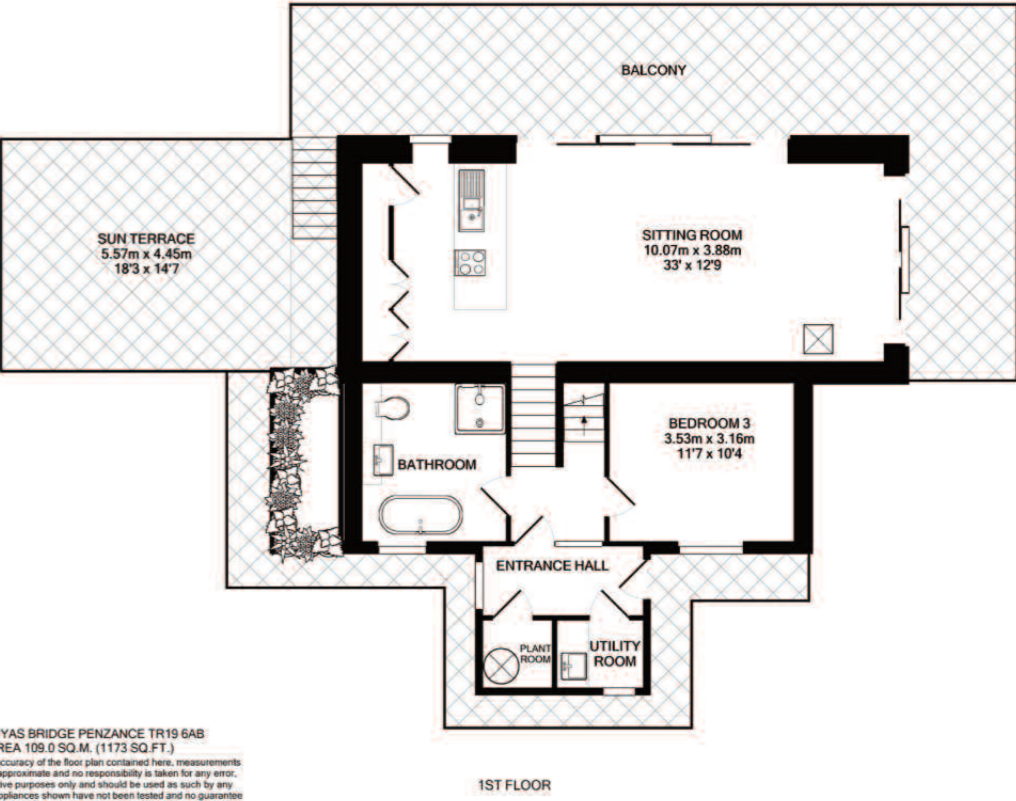 BALCONY
SUN TERRACE
5.57m x 4.45m
18'3 x 14'7
SITTING ROOM
10.07m x 3.88m
33' x 12'9
BEDROOM 3
3.53m x 3.16m
11'7 x 10'4
BATHROOM
ENTRANCE HALL
PLANT
ROOM
UTILITY
ROOM
YAS BRIDGE PENZANCE TR19 6AB
REA 109.0 SQ.M. (1173 SQ.FT.)
ccuracy of the floor plan contained here, measurements
approximate and no responsibility is taken for any error,
ive purposes only and should be used as such by any
ppliances shown have not been tested and no guarantee
1ST FLOOR